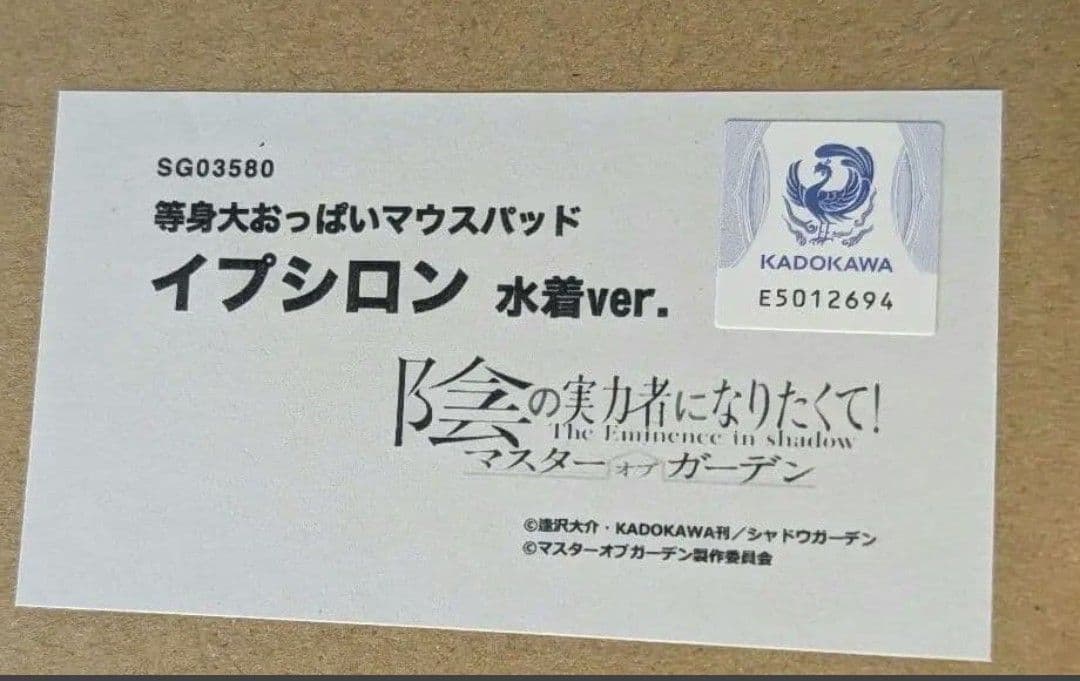 SG03580
等身大おっぱいマウスパッド
イプシロン 水着ver.
KADOKAWA
E5012694
陰の実力者になりたくて!
The Eminence in shadow
マスターオブガーデン
©逢沢大介・KADOKAWA刊／シャドウガーデン
©マスターオブガーデン製作委員会